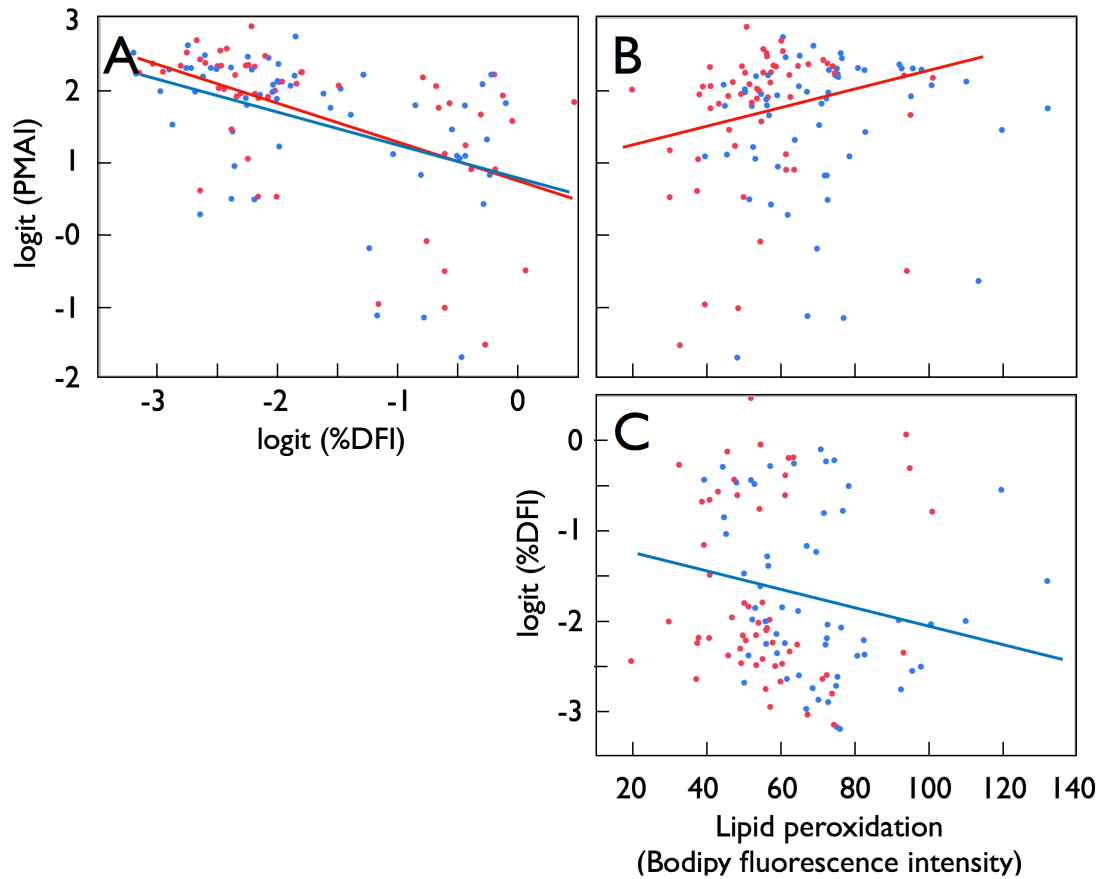 3
2
1
-0
-1
-2
logit (PMAI)
A
-3
-2
-1
0
logit (%DFI)
B
C
0
-1
-2
-3
logit (%DFI)
20
40
60
80
100
120
140
Lipid peroxidation
(Bodipy fluorescence intensity)